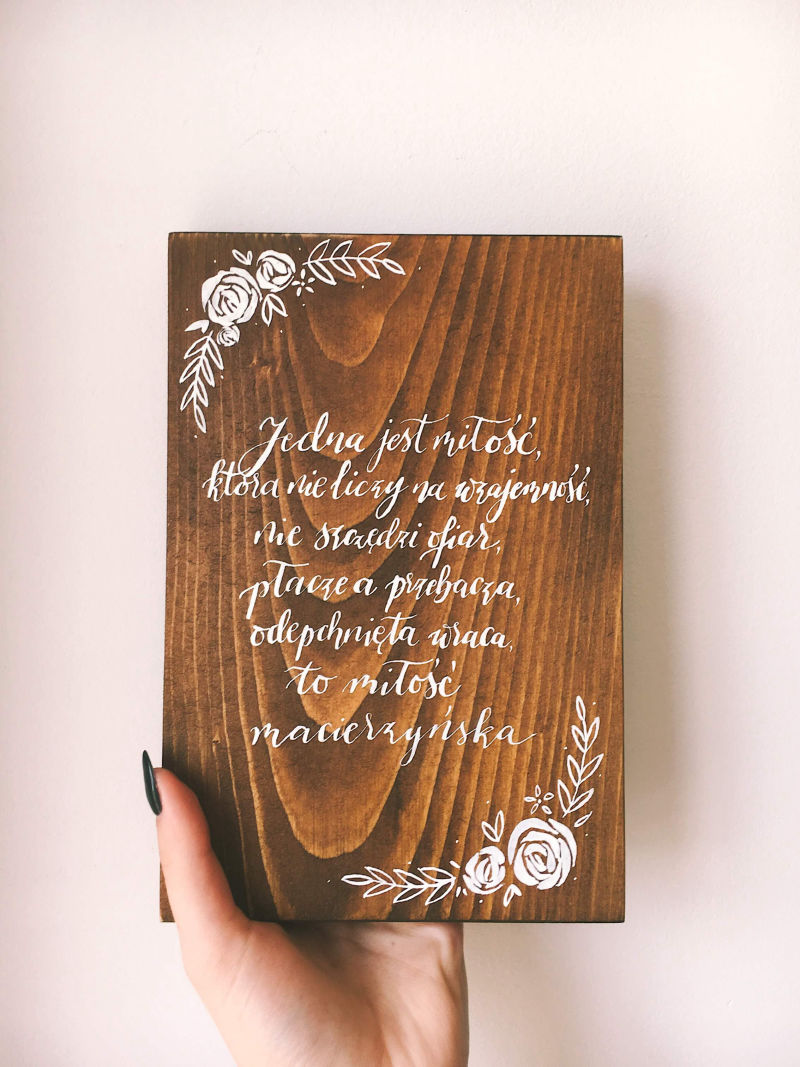 Jedna jest miłość,
która nie liczy na wzajemność,
nie szczędzi ofiar,
płacze a przebacza,
odepchnięta wraca,
to miłość
macierzyńska